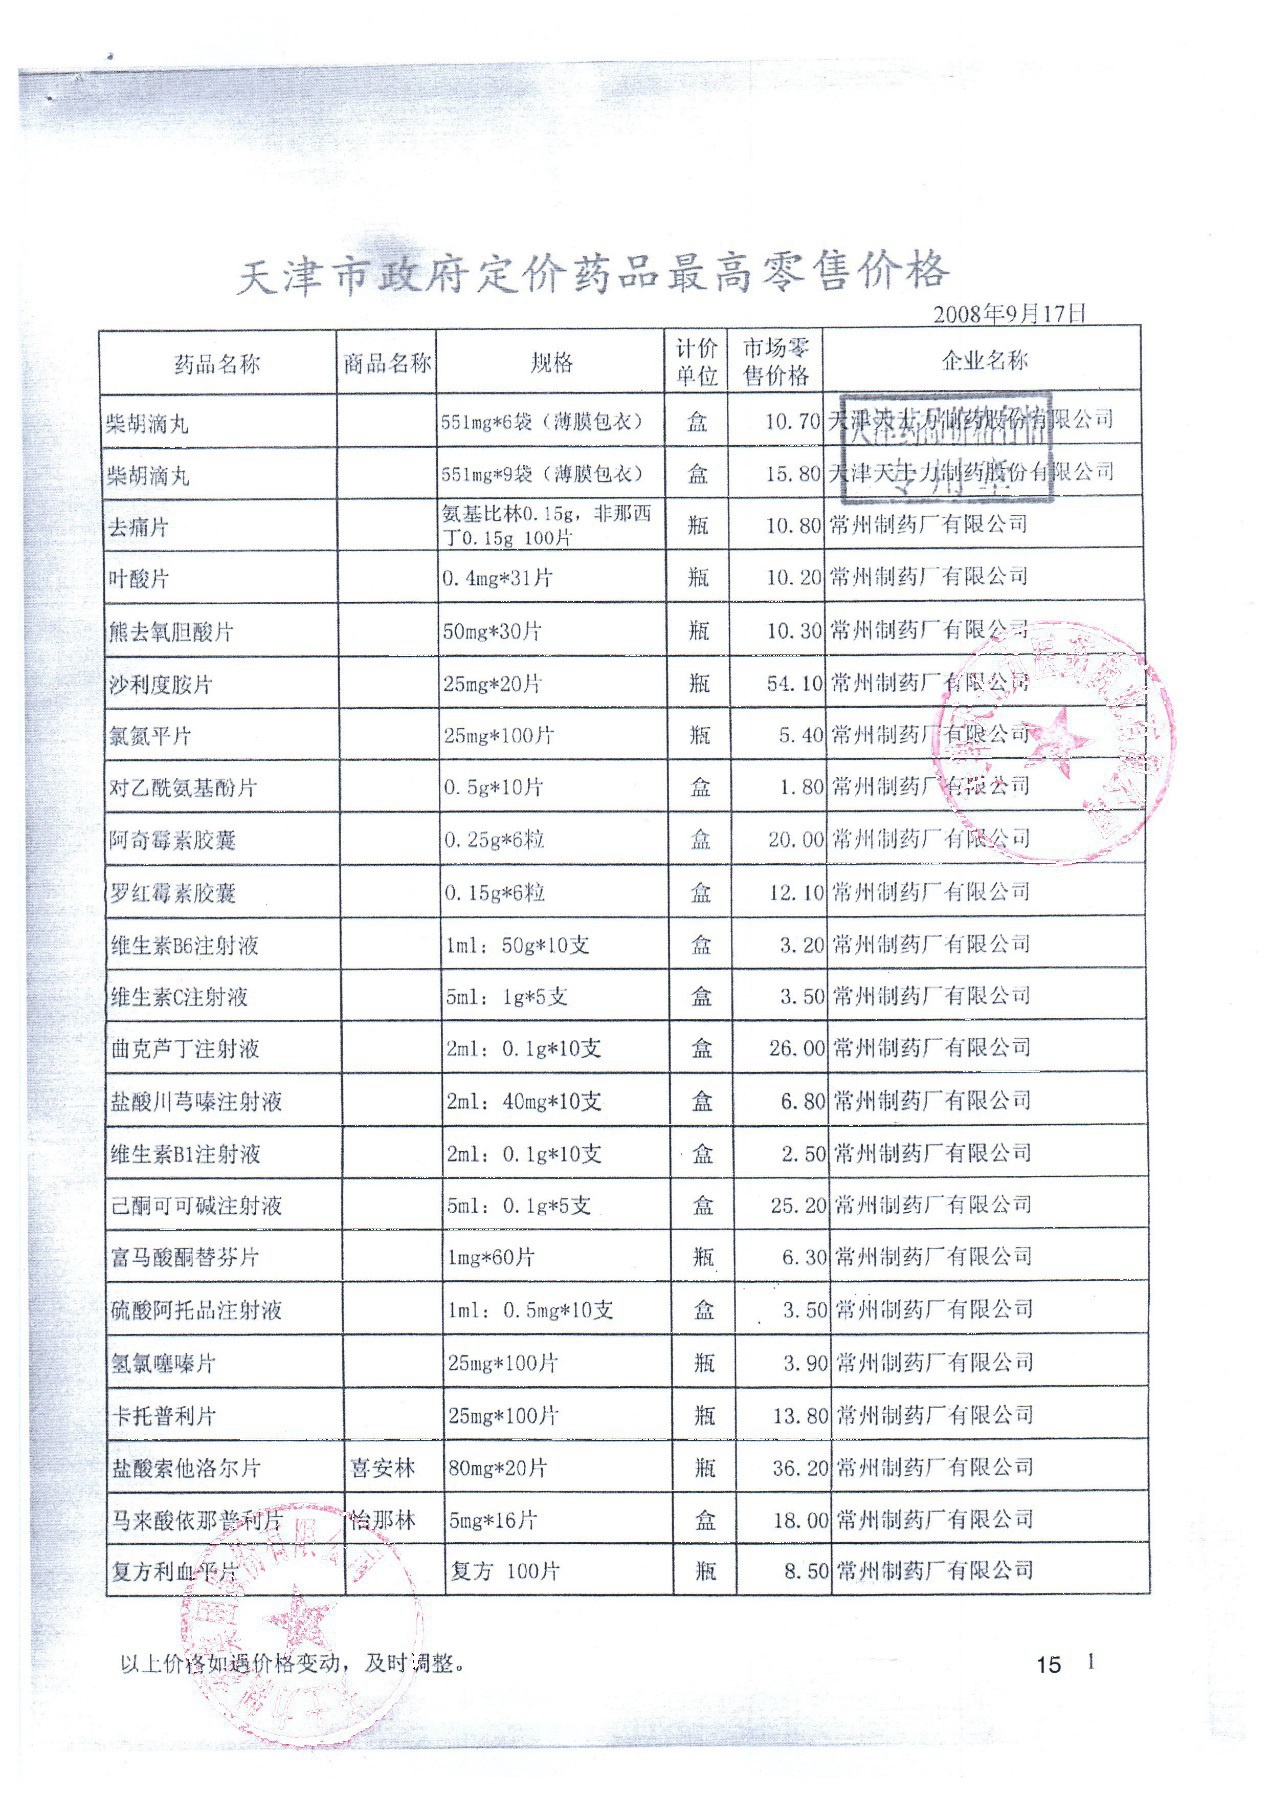 天津市政府定价药品最高零售价格
2008年9月17日
药品名称 商品名称 规格 计价单位 市场零售价格 企业名称
柴胡滴丸 551mg*6袋（薄膜包衣） 盒 10.70 天津天士力制药股份有限公司
柴胡滴丸 551mg*9袋（薄膜包衣） 盒 15.80 天津天士力制药股份有限公司
去痛片 氨基比林0.15g，非那西丁0.15g 100片 瓶 10.80 常州制药厂有限公司
叶酸片 0.4mg*31片 瓶 10.20 常州制药厂有限公司
熊去氧胆酸片 50mg*30片 瓶 10.30 常州制药厂有限公司
沙利度胺片 25mg*20片 瓶 54.10 常州制药厂有限公司
氯氮平片 25mg*100片 瓶 5.40 常州制药厂有限公司
对乙酰氨基酚片 0.5g*10片 盒 1.80 常州制药厂有限公司
阿奇霉素胶囊 0.25g*6粒 盒 20.00 常州制药厂有限公司
罗红霉素胶囊 0.15g*6粒 盒 12.10 常州制药厂有限公司
维生素B6注射液 1ml：50g*10支 盒 3.20 常州制药厂有限公司
维生素C注射液 5ml：1g*5支 盒 3.50 常州制药厂有限公司
曲克芦丁注射液 2ml：0.1g*10支 盒 26.00 常州制药厂有限公司
盐酸川芎嗪注射液 2ml：40mg*10支 盒 6.80 常州制药厂有限公司
维生素B1注射液 2ml：0.1g*10支 盒 2.50 常州制药厂有限公司
己酮可可碱注射液 5ml：0.1g*5支 盒 25.20 常州制药厂有限公司
富马酸酮替芬片 1mg*60片 瓶 6.30 常州制药厂有限公司
硫酸阿托品注射液 1ml：0.5mg*10支 盒 3.50 常州制药厂有限公司
氢氯噻嗪片 25mg*100片 瓶 3.90 常州制药厂有限公司
卡托普利片 25mg*100片 瓶 13.80 常州制药厂有限公司
盐酸索他洛尔片 喜安林 80mg*20片 瓶 36.20 常州制药厂有限公司
马来酸依那普利片 怡那林 5mg*16片 盒 18.00 常州制药厂有限公司
复方利血平片 复方 100片 瓶 8.50 常州制药厂有限公司
以上价格如遇价格变动，及时调整。
15 1